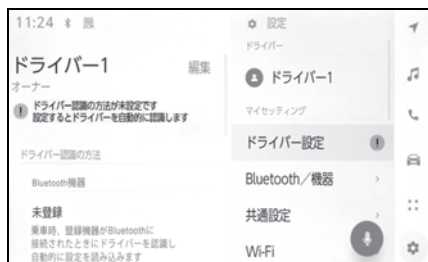 11:24
ドライバー1
編集
オーナー
ドライバー認識の方法が未設定です
設定するとドライバーを自動的に認識します
ドライバー認識の方法
Bluetooth機器
未登録
乗車時、登録機器がBluetoothに
接続されたときにドライバーを認識し
自動的に設定を読み込みます
設定
ドライバー
ドライバー1
マイセッティング
ドライバー設定
Bluetooth/機器
共通設定
Wi-Fi